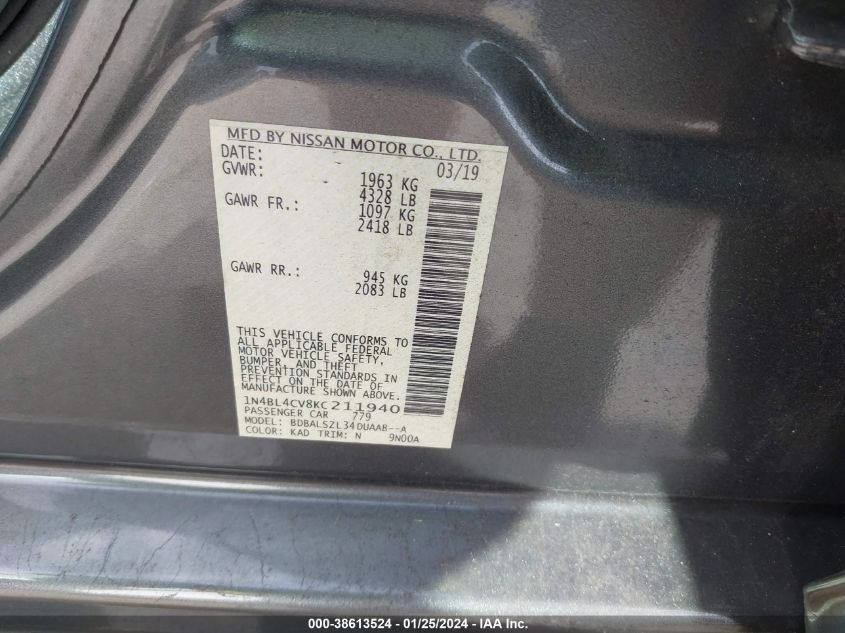 MFD BY NISSAN MOTOR CO., LTD.
DATE: 03/19
GVWR: 1963 KG
4328 LB
GAWR FR.: 1097 KG
2418 LB
GAWR RR.: 945 KG
2083 LB
THIS VEHICLE CONFORMS TO
ALL APPLICABLE FEDERAL
MOTOR VEHICLE SAFETY,
BUMPER, AND THEFT
PREVENTION STANDARDS IN
EFFECT ON THE DATE OF
MANUFACTURE SHOWN ABOVE.
1N4BL4CV8KC211940
PASSENGER CAR 779
MODEL: BDBALSZL34DUAAB--A
COLOR: KAD TRIM: N 9N00A
000-38613524 - 01/25/2024 - IAA Inc.